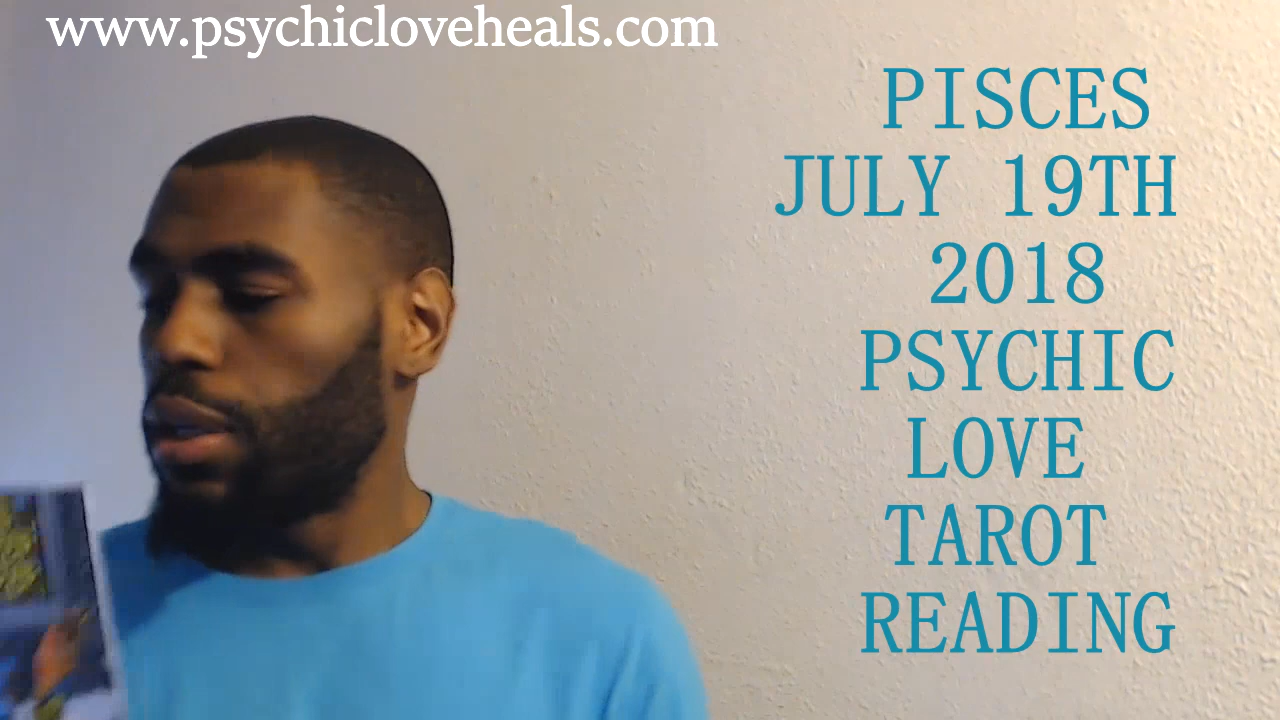 www.psychicloveheals.com
PISCES
JULY 19TH
2018
PSYCHIC
LOVE
TAROT
READING